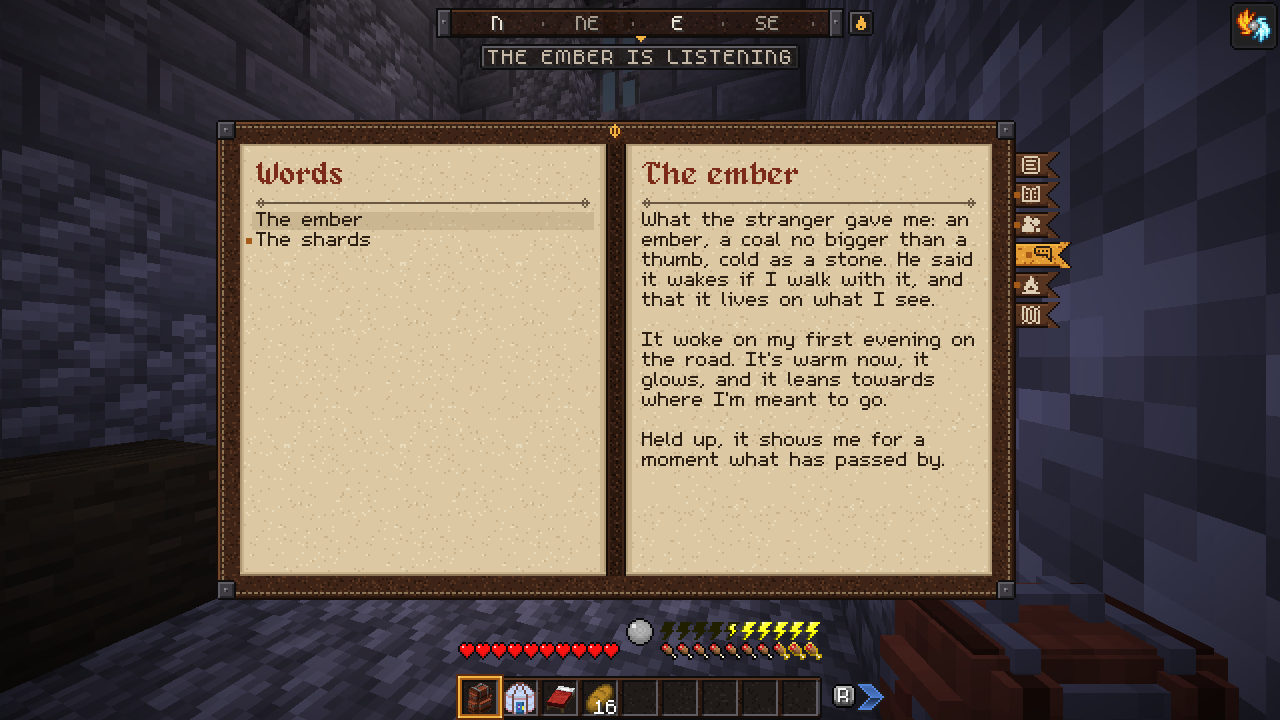 N · NE · E · SE ·
THE EMBER IS LISTENING
Words
The ember
The shards
The ember
What the stranger gave me: an
ember, a coal no bigger than a
thumb, cold as a stone. He said
it wakes if I walk with it, and
that it lives on what I see.
It woke on my first evening on
the road. It's warm now, it
glows, and it leans towards
where I'm meant to go.
Held up, it shows me for a
moment what has passed by.
16
R